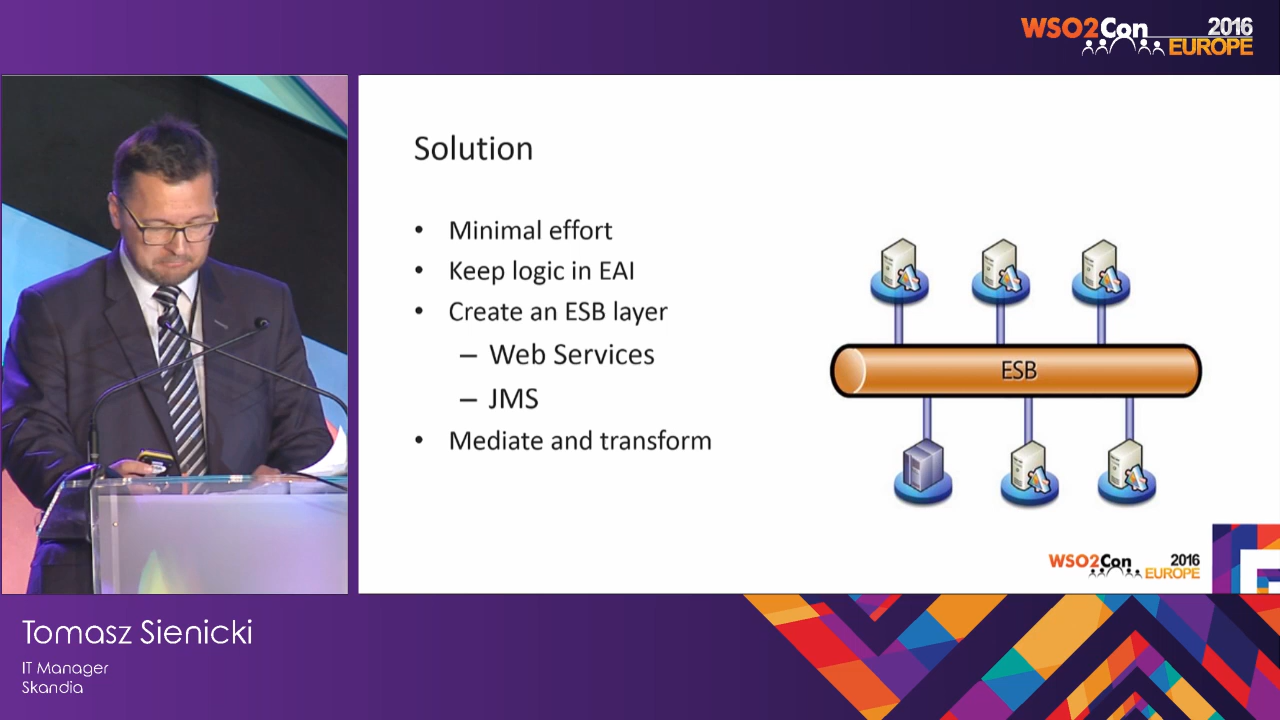 WSO2Con 2016
EUROPE
Solution
• Minimal effort
• Keep logic in EAI
• Create an ESB layer
– Web Services
– JMS
• Mediate and transform
ESB
WSO2Con 2016
EUROPE
Tomasz Sienicki
IT Manager
Skandia